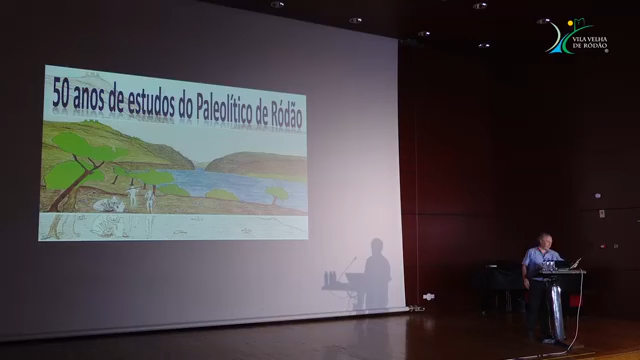 50 anos de estudos do Paleolítico de Ródão
VILA VELHA
DE RÓDÃO